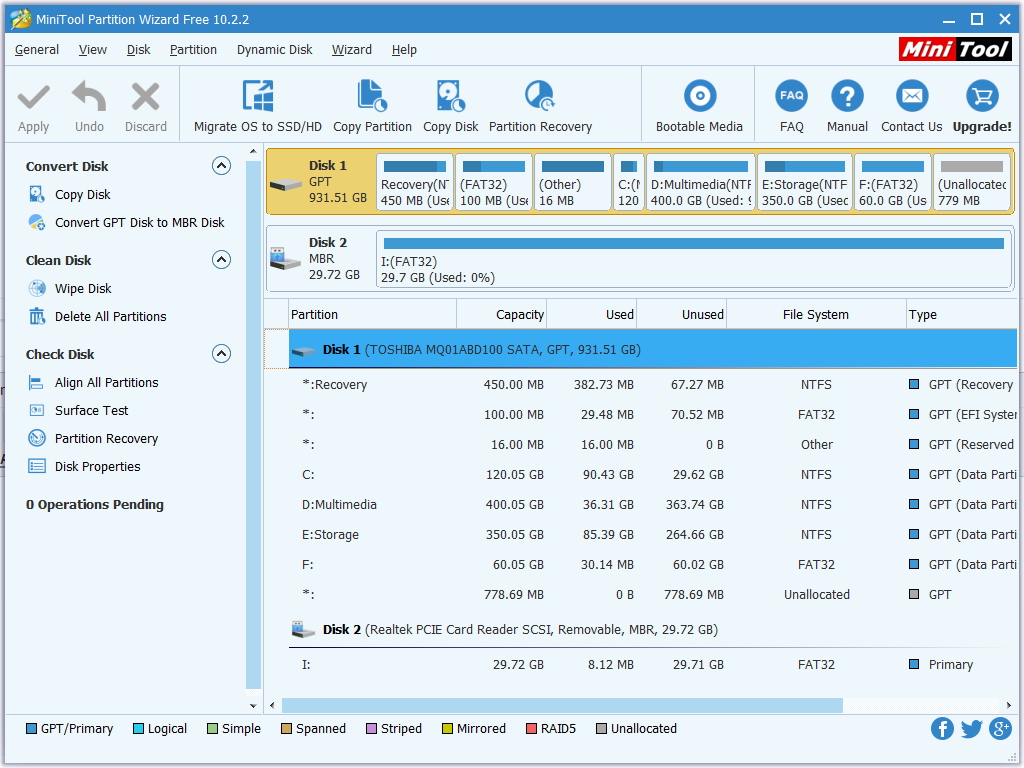 MiniTool Partition Wizard Free 10.2.2
General View Disk Partition Dynamic Disk Wizard Help
Mini Tool
Apply Undo Discard Migrate OS to SSD/HD Copy Partition Copy Disk Partition Recovery Bootable Media FAQ FAQ Manual Contact Us Upgrade!
Convert Disk
Copy Disk
Convert GPT Disk to MBR Disk
Clean Disk
Wipe Disk
Delete All Partitions
Check Disk
Align All Partitions
Surface Test
Partition Recovery
Disk Properties
0 Operations Pending
Disk 1
GPT
931.51 GB
Recovery(NT
450 MB (Use
(FAT32)
100 MB (Use
(Other)
16 MB
C:(N
120
D:Multimedia(NTF
400.0 GB (Used: 9
E:Storage(NTF
350.0 GB (Used
F:(FAT32)
60.0 GB (Us
(Unallocated
779 MB
Disk 2
MBR
29.72 GB
I:(FAT32)
29.7 GB (Used: 0%)
Partition Capacity Used Unused File System Type
Disk 1 (TOSHIBA MQ01ABD100 SATA, GPT, 931.51 GB)
*:Recovery 450.00 MB 382.73 MB 67.27 MB NTFS GPT (Recovery
*: 100.00 MB 29.48 MB 70.52 MB FAT32 GPT (EFI System
*: 16.00 MB 16.00 MB 0 B Other GPT (Reserved
C: 120.05 GB 90.43 GB 29.62 GB NTFS GPT (Data Parti
D:Multimedia 400.05 GB 36.31 GB 363.74 GB NTFS GPT (Data Parti
E:Storage 350.05 GB 85.39 GB 264.66 GB NTFS GPT (Data Parti
F: 60.05 GB 30.14 MB 60.02 GB FAT32 GPT (Data Parti
*: 778.69 MB 0 B 778.69 MB Unallocated GPT
Disk 2 (Realtek PCIE Card Reader SCSI, Removable, MBR, 29.72 GB)
I: 29.72 GB 8.12 MB 29.71 GB FAT32 Primary
GPT/Primary Logical Simple Spanned Striped Mirrored RAID5 Unallocated